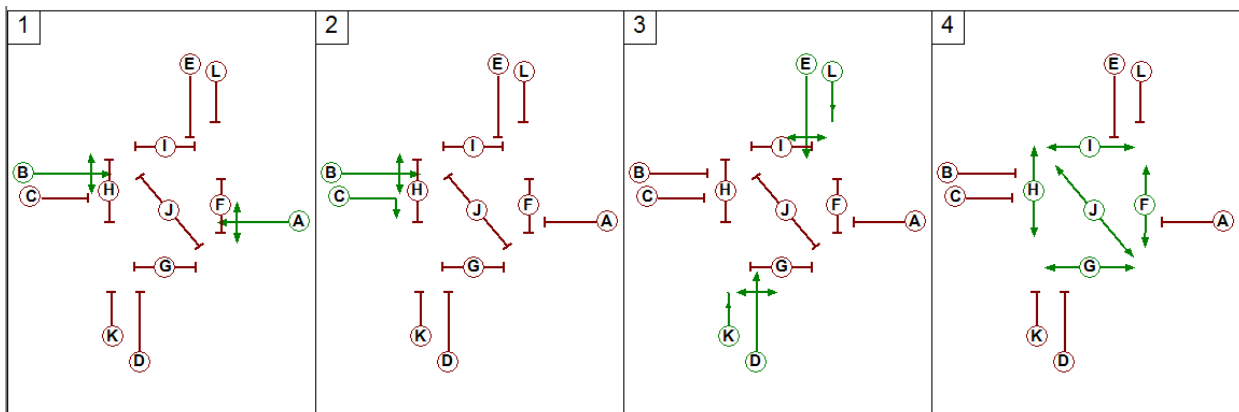 1 2 3 4
E L E L E L E L
I I I I
B B B B
H H H H
C C C C
J F J F J F J F
A A A A
G G G G
K K K K
D D D D